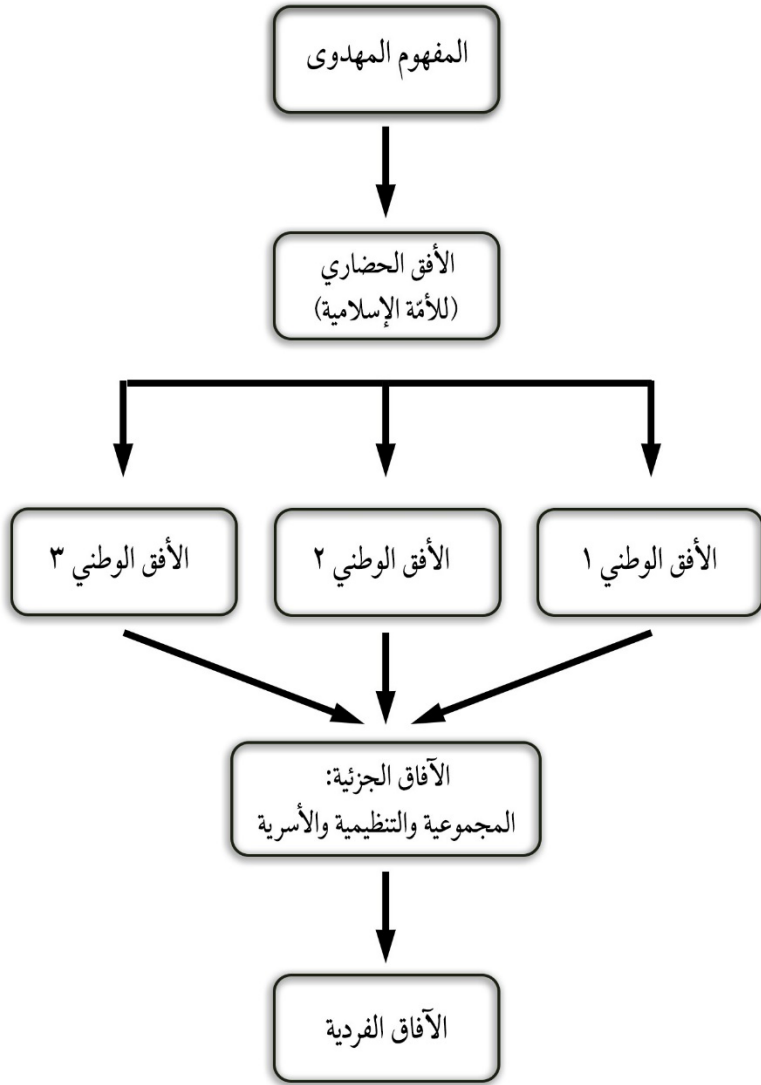 المفهوم المهدوى
الأفق الحضاري
(للأمّة الإسلامية)
الأفق الوطني ١
الأفق الوطني ٢
الأفق الوطني ٣
الآفاق الجزئية:
المجموعية والتنظيمية والأسرية
الآفاق الفردية